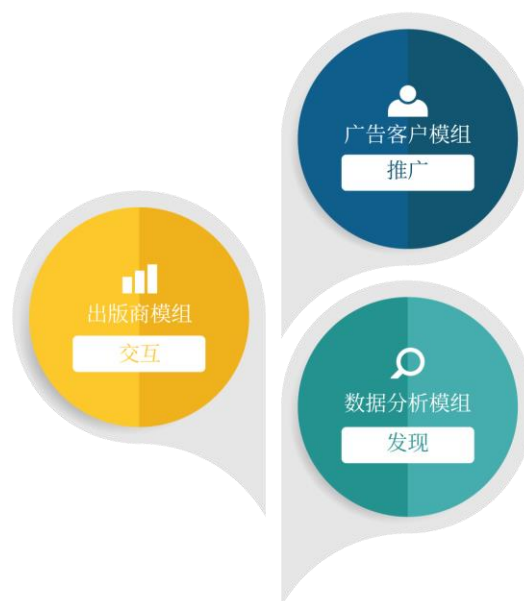 广告客户模组
推广
出版商模组
交互
数据分析模组
发现